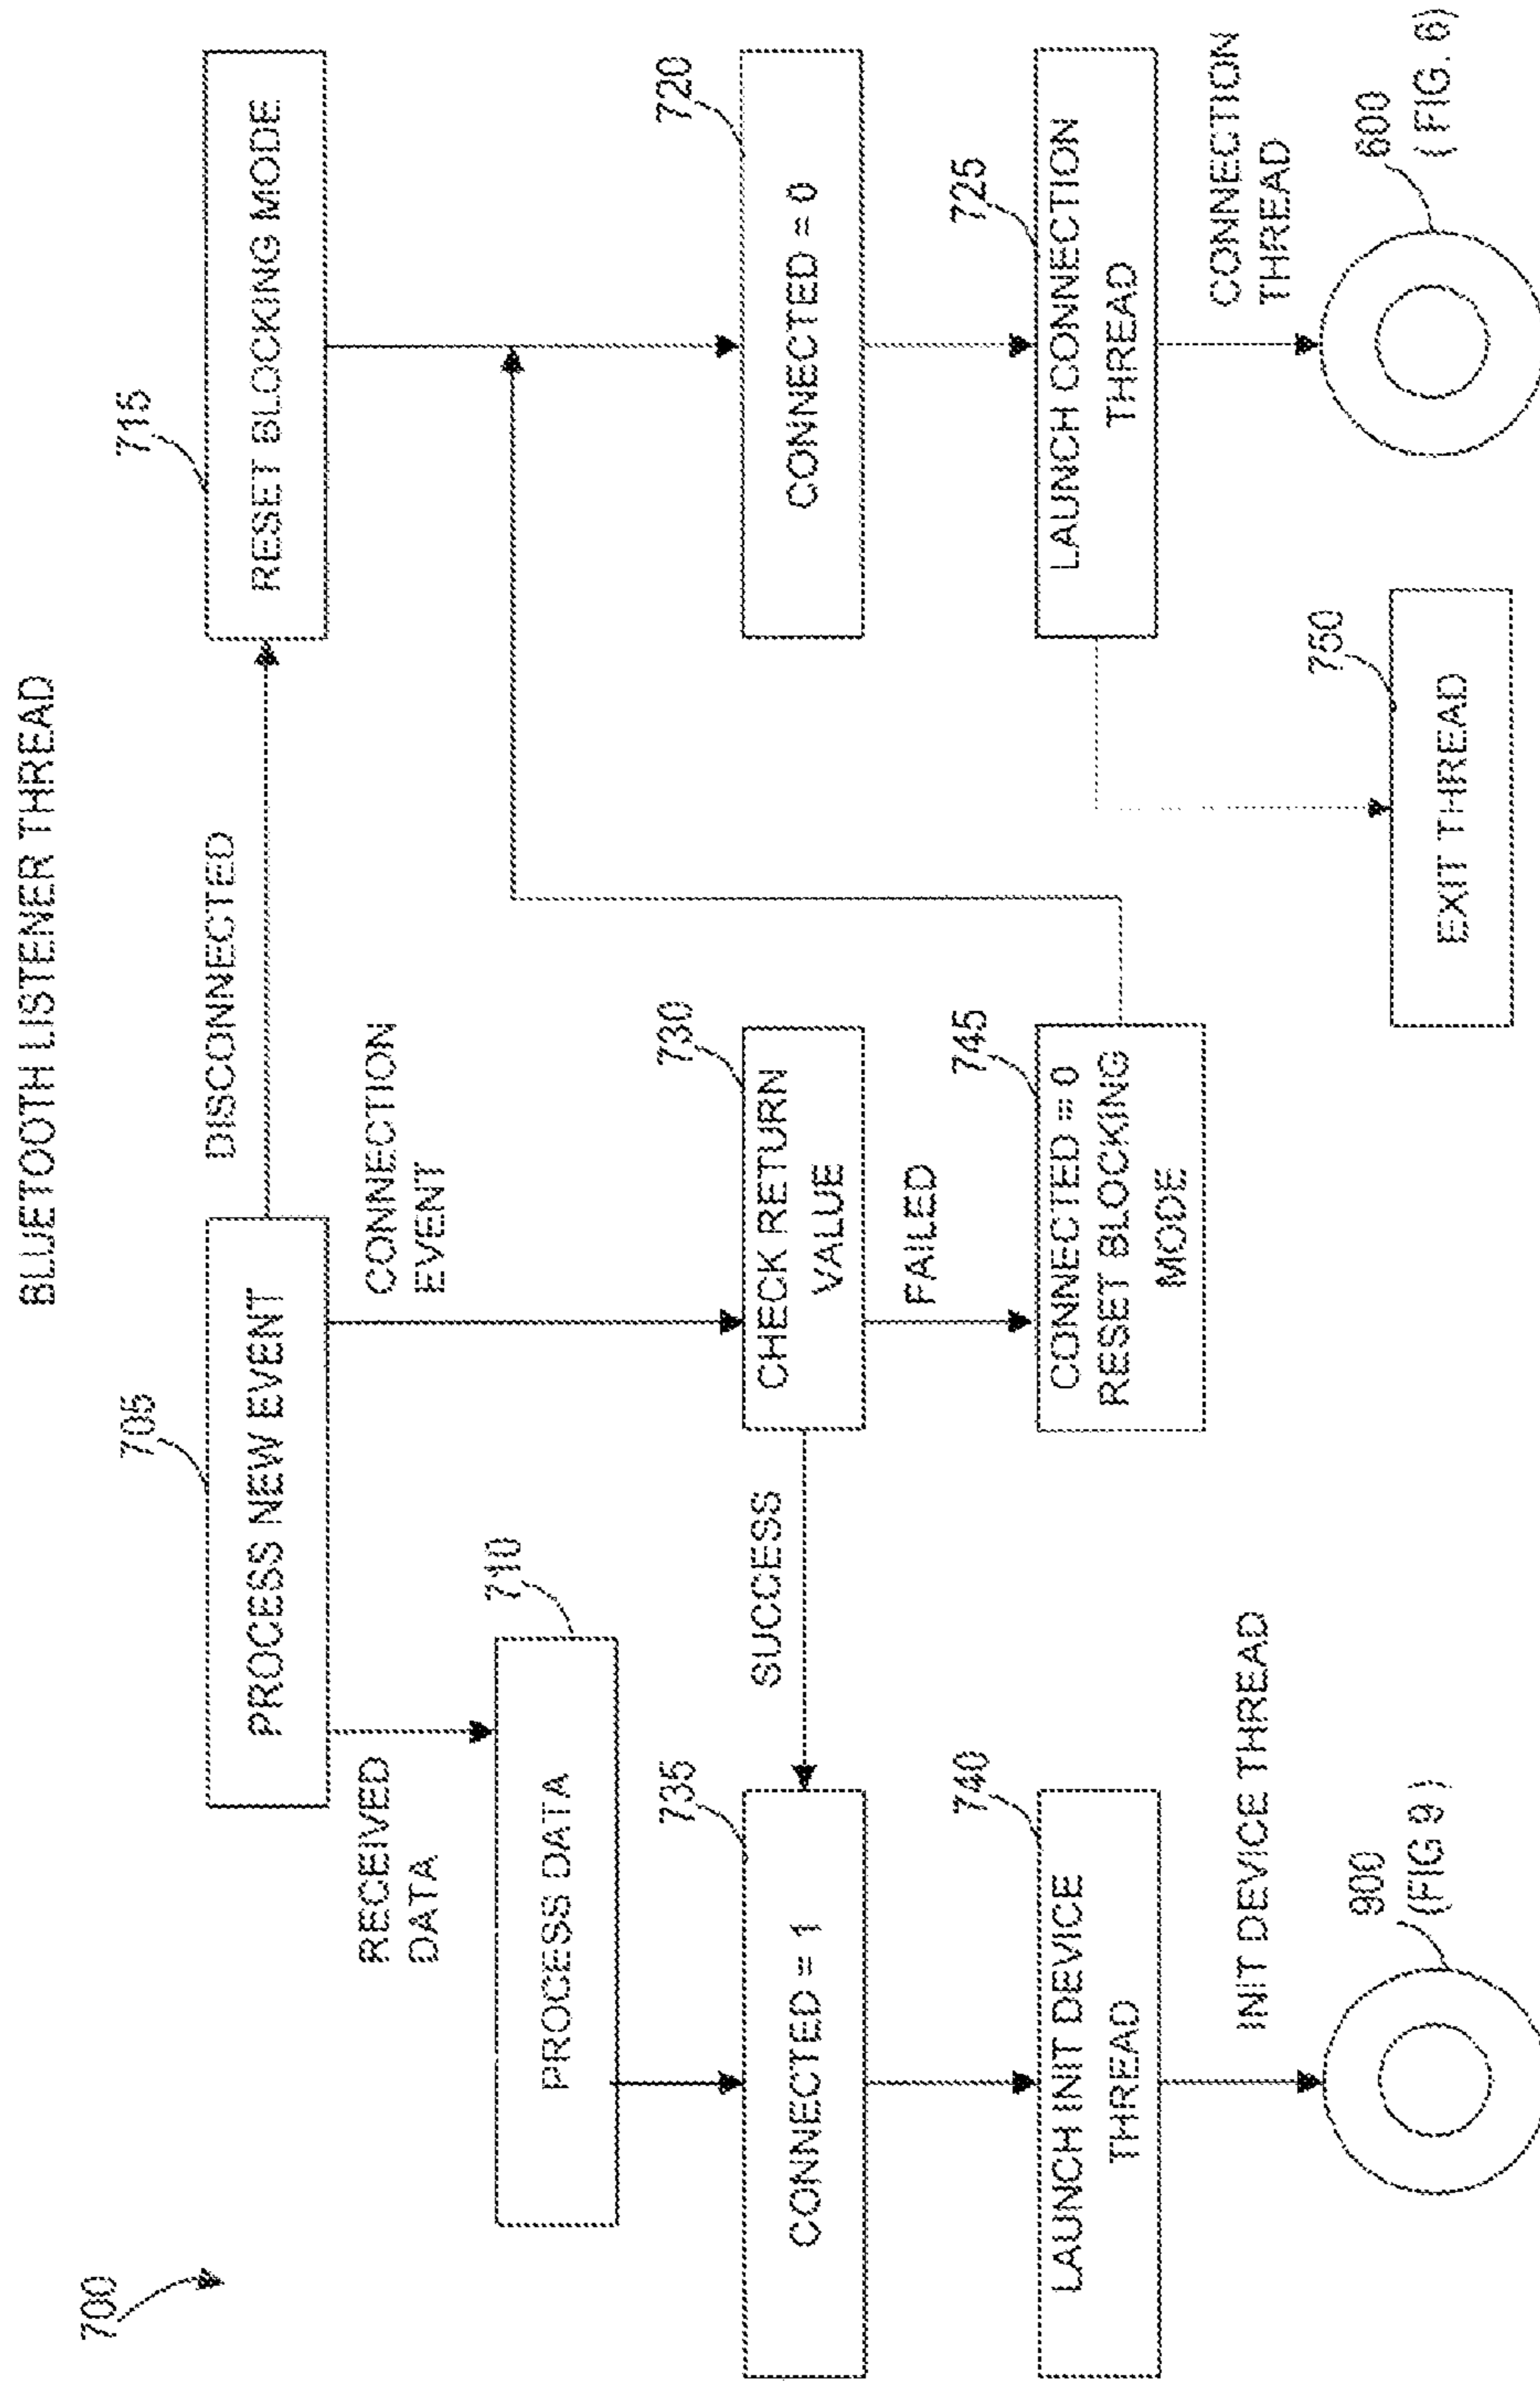 BLUETOOTH LISTENER THREAD
700
705
PROCESS NEW EVENT
DISCONNECTED
715
RESET BLOCKING MODE
RECEIVED
DATA
CONNECTION
EVENT
710
PROCESS DATA
735
CONNECTED = 1
SUCCESS
730
CHECK RETURN
VALUE
720
CONNECTED = 0
FAILED
740
LAUNCH INIT DEVICE
THREAD
745
CONNECTED = 0
RESET BLOCKING
MODE
725
LAUNCH CONNECTION
THREAD
INIT DEVICE THREAD
CONNECTION
THREAD
900
(FIG 9 )
750
EXIT THREAD
600
( FIG. 6)